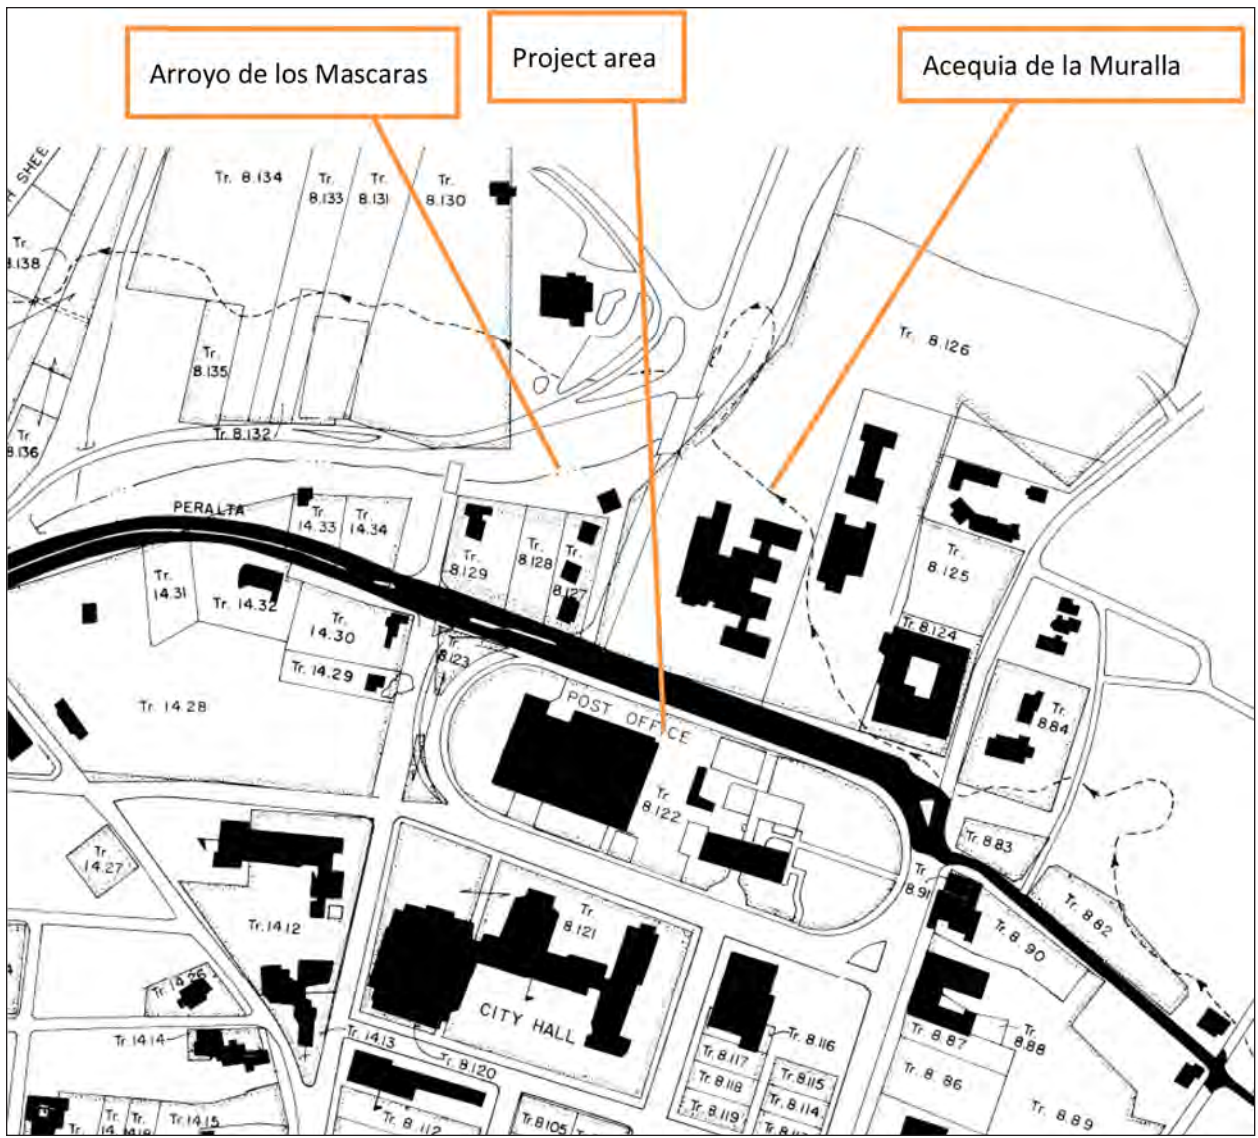 Arroyo de los Mascaras
Project area
Acequia de la Muralla
Tr. 8.134
Tr.
8.133
Tr.
8.131
Tr.
8.130
Tr.
8.138
Tr. 8.126
Tr.
8.135
Tr. 8.132
Tr.
8.136
PERALTA
Tr.
14.33
Tr.
14.34
Tr.
8.129
Tr.
8.128
Tr.
8.127
Tr.
8.125
Tr. 8.124
Tr.
14.31
Tr. 14.32
Tr.
14.30
Tr.
8.123
Tr. 14.29
Tr. 14.28
POST OFFICE
Tr.
8.84
Tr.
8.122
Tr. 8.83
Tr.
14.27
Tr.
8.91
Tr. 8.82
Tr. 14.12
Tr.
8.121
Tr. 8.90
Tr. 14.26
CITY HALL
Tr. 14.14
Tr. 14.13
Tr. 8.120
Tr. 8.116
Tr. 8.117
Tr.
8.87
Tr.
8.88
Tr. 8.118
Tr. 8.115
Tr. 8.86
Tr. 8.119
Tr. 8.114
Tr. 8.89
Tr.
Tr.
Tr.
Tr. 14.15
Tr. 8.112
Tr. 8.105